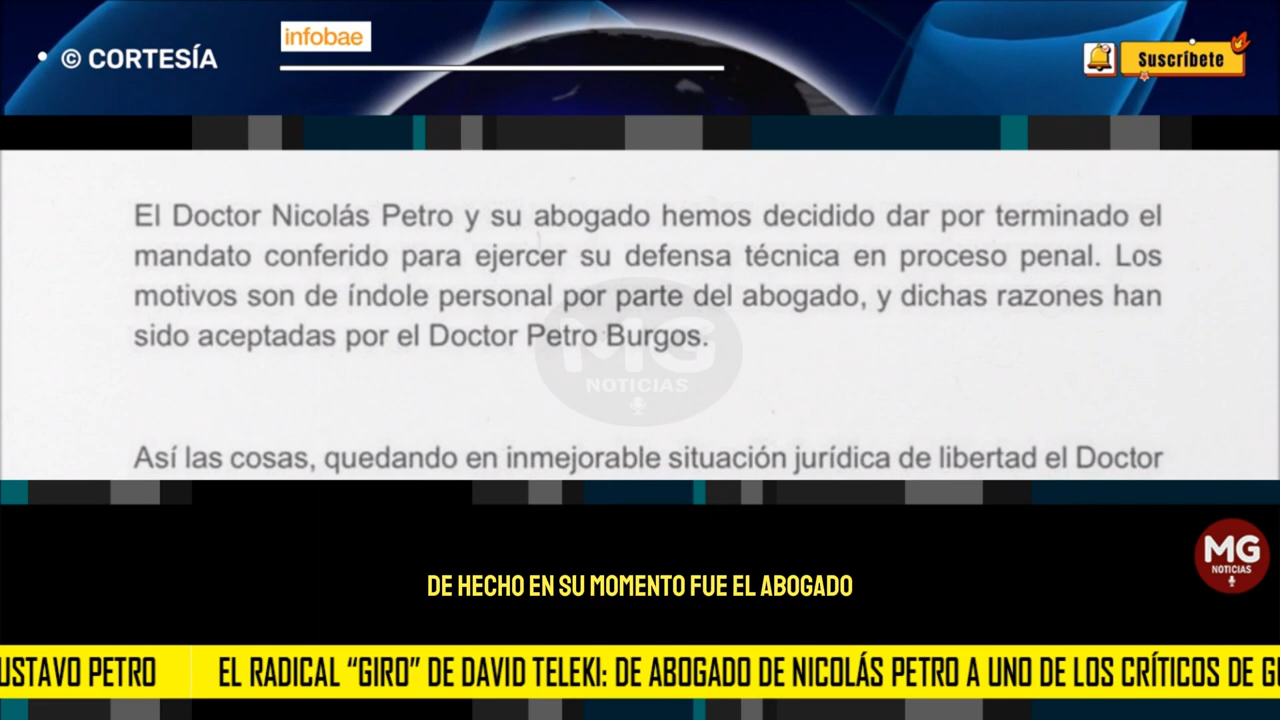 © CORTESÍA
infobae
Suscríbete
El Doctor Nicolás Petro y su abogado hemos decidido dar por terminado el
mandato conferido para ejercer su defensa técnica en proceso penal. Los
motivos son de índole personal por parte del abogado, y dichas razones han
sido aceptadas por el Doctor Petro Burgos.
MG
NOTICIAS
Así las cosas, quedando en inmejorable situación jurídica de libertad el Doctor
MG
NOTICIAS
DE HECHO EN SU MOMENTO FUE EL ABOGADO
USTAVO PETRO EL RADICAL “GIRO” DE DAVID TELEKI: DE ABOGADO DE NICOLÁS PETRO A UNO DE LOS CRÍTICOS DE GU